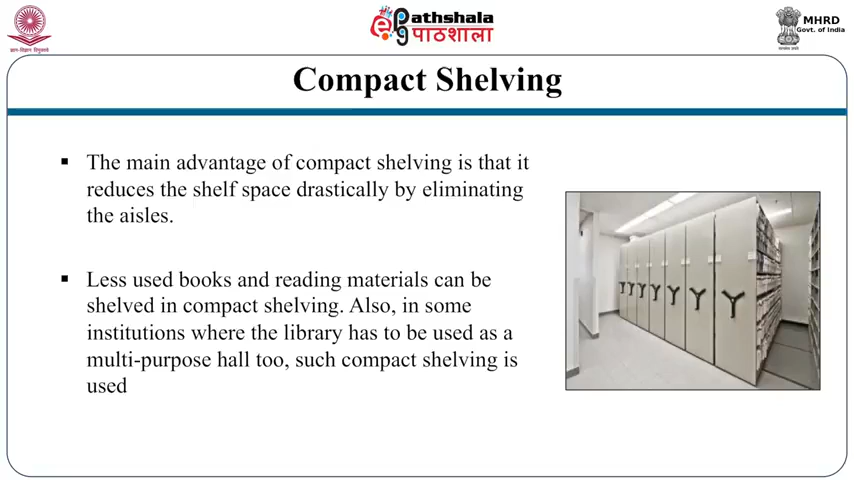 ज्ञान-विज्ञान विमुक्तये
ePathshala
पाठशाला
MHRD
Govt. of India
Compact Shelving
▪ The main advantage of compact shelving is that it
reduces the shelf space drastically by eliminating
the aisles.
▪ Less used books and reading materials can be
shelved in compact shelving. Also, in some
institutions where the library has to be used as a
multi-purpose hall too, such compact shelving is
used